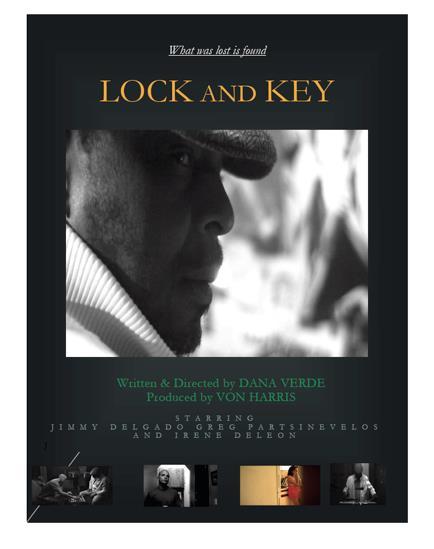 What was lost is found
LOCK AND KEY
Written & Directed by DANA VERDE
Produced by VON HARRIS
STARRING
JIMMY DELGADO GREG PARTSINEVELOS
AND IRENE DELEON